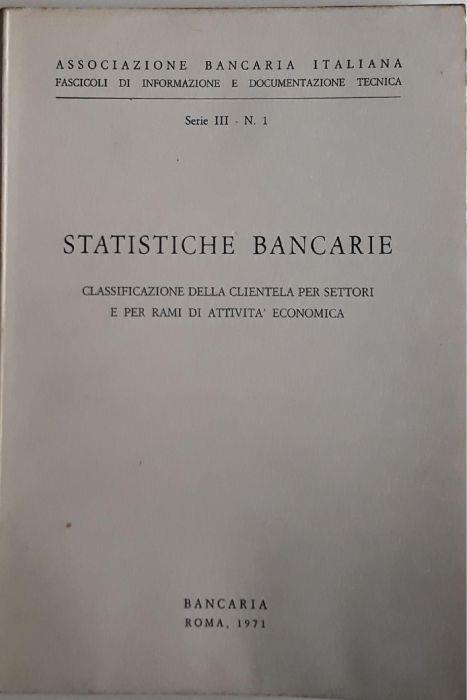 ASSOCIAZIONE BANCARIA ITALIANA
FASCICOLI DI INFORMAZIONE E DOCUMENTAZIONE TECNICA
Serie III - N. 1
STATISTICHE BANCARIE
CLASSIFICAZIONE DELLA CLIENTELA PER SETTORI
E PER RAMI DI ATTIVITA' ECONOMICA
BANCARIA
ROMA, 1971